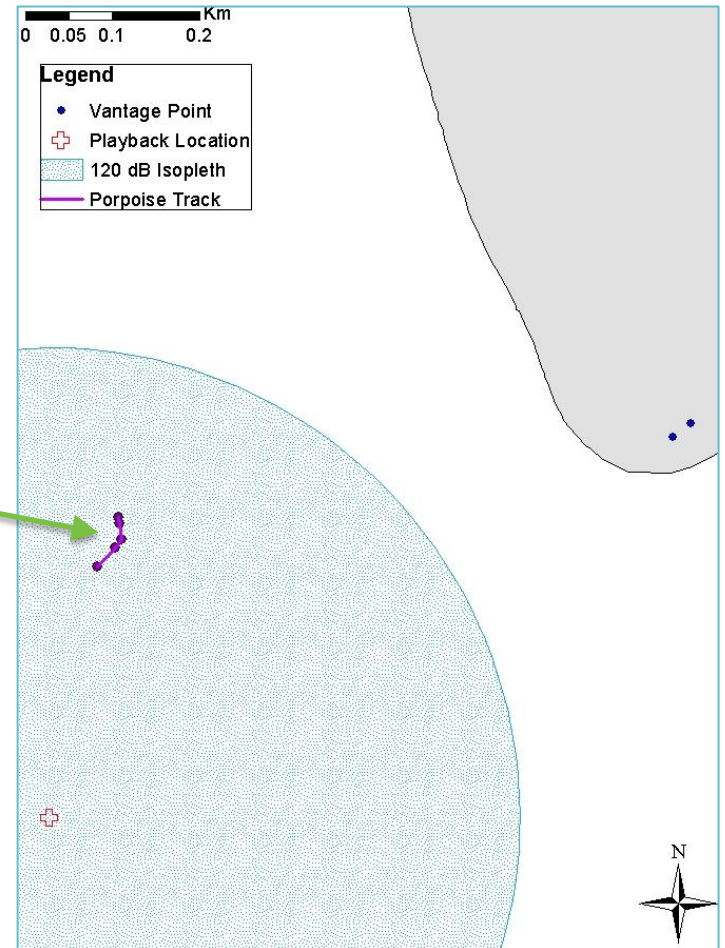 Km
0 0.05 0.1 0.2
Legend
Vantage Point
Playback Location
120 dB Isopleth
Porpoise Track
N